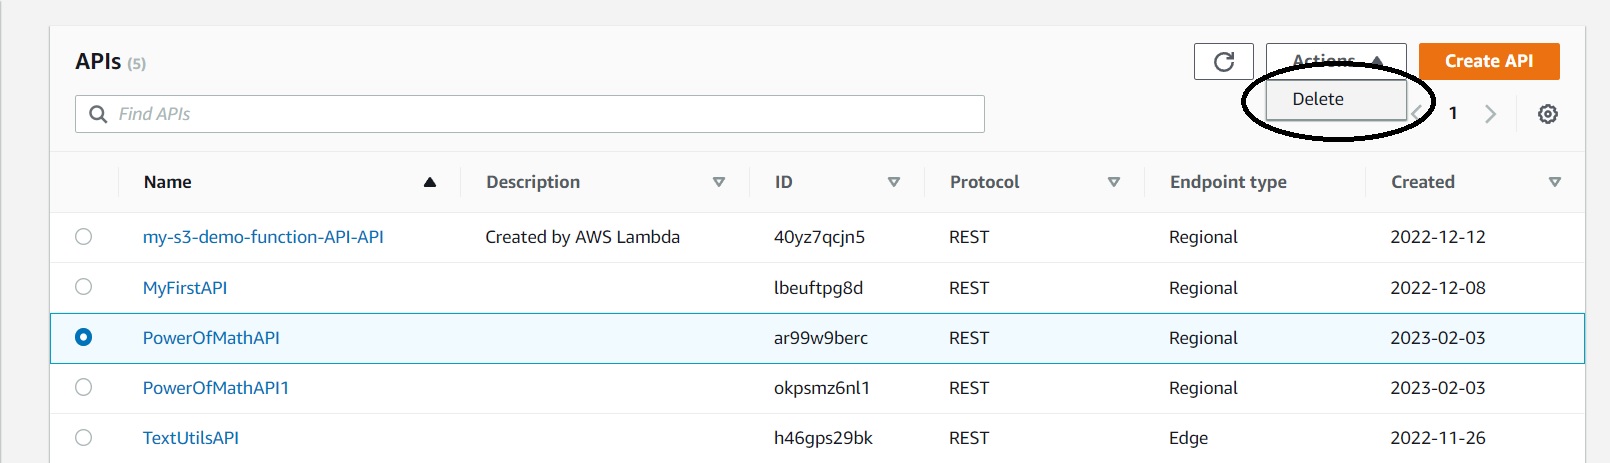 APIs (5) Actions Create API
Delete
Find APIs 1
Name Description ID Protocol Endpoint type Created
my-s3-demo-function-API-API Created by AWS Lambda 40yz7qcjn5 REST Regional 2022-12-12
MyFirstAPI lbeuftpg8d REST Regional 2022-12-08
PowerOfMathAPI ar99w9berc REST Regional 2023-02-03
PowerOfMathAPI1 okpsmz6nl1 REST Regional 2023-02-03
TextUtilsAPI h46gps29bk REST Edge 2022-11-26